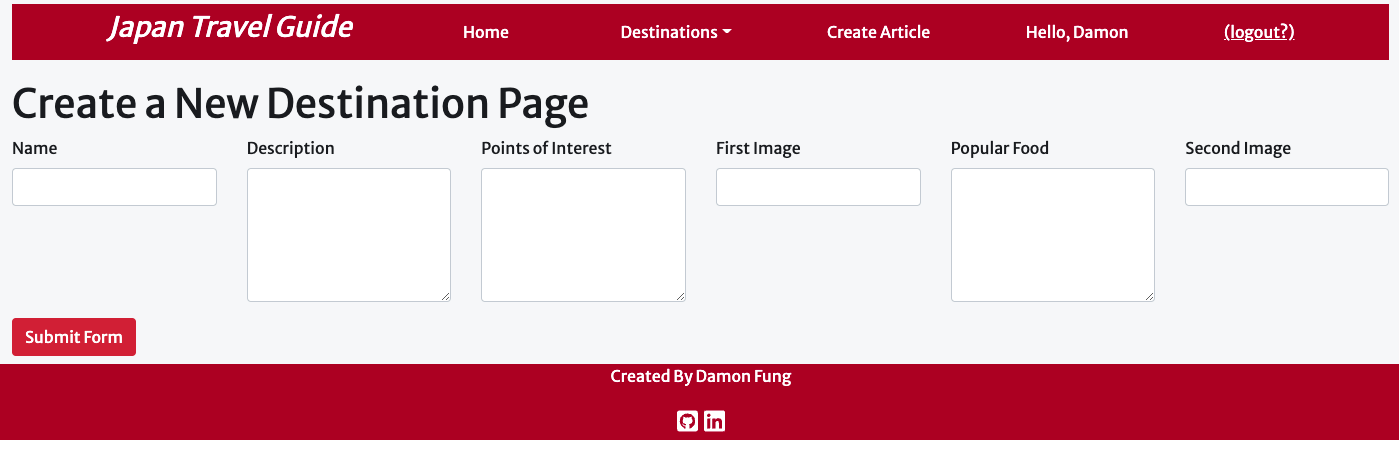 Japan Travel Guide Home Destinations Create Article Hello, Damon (logout?)
Create a New Destination Page
Name Description Points of Interest First Image Popular Food Second Image
Submit Form
Created By Damon Fung
in